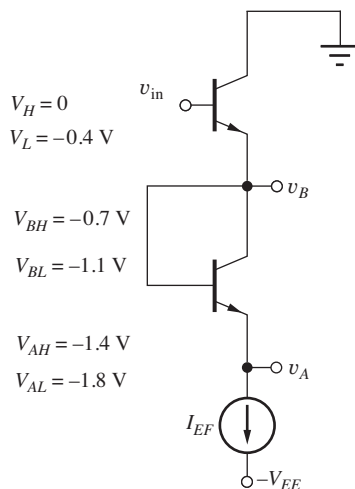 v_in
V_H = 0
V_L = –0.4 V
v_B
V_BH = –0.7 V
V_BL = –1.1 V
V_AH = –1.4 V
V_AL = –1.8 V
v_A
I_EF
–V_EE